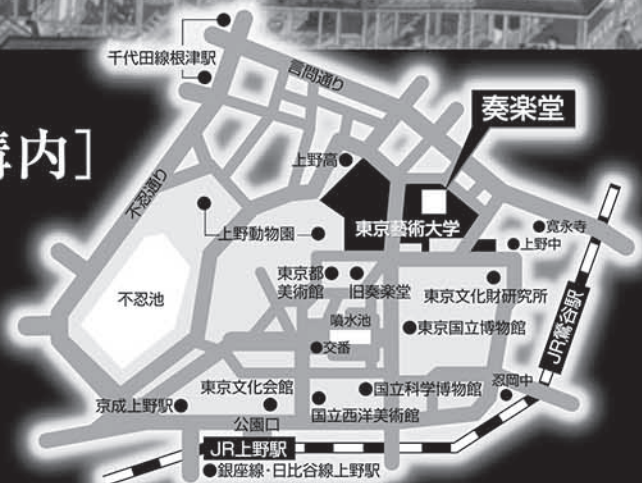 千代田線根津駅
言問通り
構内]
奏楽堂
上野高
不忍通り
上野動物園
東京藝術大学
寛永寺
上野中
東京都
美術館
旧奏楽堂
東京文化財研究所
不忍池
噴水池
東京国立博物館
JR鶯谷駅
交番
東京文化会館
国立科学博物館
忍岡中
京成上野駅
公園口
国立西洋美術館
JR上野駅
銀座線・日比谷線上野駅